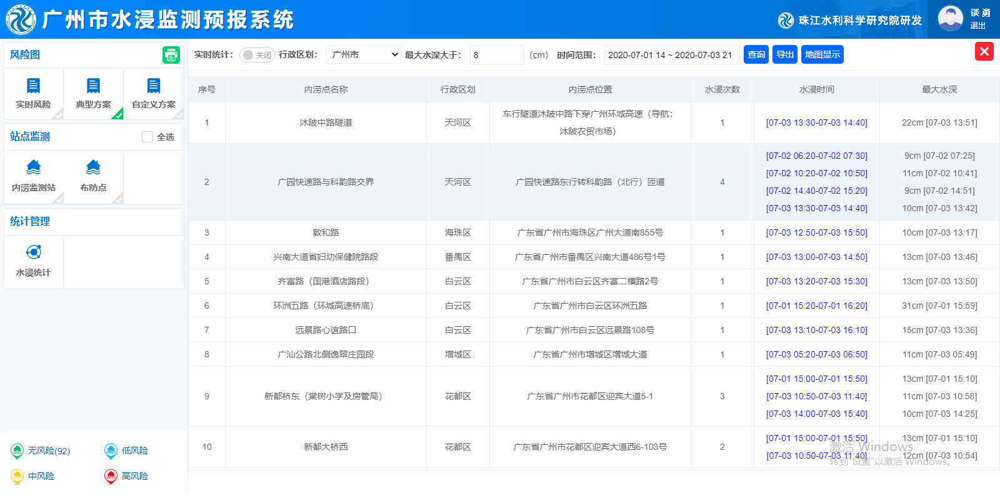 广州市水浸监测预报系统
珠江水利科学研究院研发
谈 勇
退出
风险图
实时风险
典型方案
自定义方案
站点监测
全选
内涝监测站
布防点
统计管理
水浸统计
无风险(92)
低风险
中风险
高风险
实时统计： 关闭 行政区划： 广州市 最大水深大于： 8 （cm） 时间范围： 2020-07-01 14 ~ 2020-07-03 21 查询 导出 地图显示
序号 内涝点名称 行政区划 内涝点位置 水浸次数 水浸时间 最大水深
1 沐陂中路隧道 天河区 车行隧道沐陂中路下穿广州环城高速（导航：
沐陂农贸市场） 1 [07-03 13:30-07-03 14:40] 22cm [07-03 13:51]
2 广园快速路与科韵路交界 天河区 广园快速路东行转科韵路（北行）匝道 4
[07-02 06:20-07-02 07:30] 9cm [07-02 07:25]
[07-02 10:20-07-02 10:50] 11cm [07-02 10:41]
[07-02 14:40-07-02 15:20] 9cm [07-02 14:51]
[07-03 13:30-07-03 14:40] 10cm [07-03 13:42]
3 敦和路 海珠区 广东省广州市海珠区广州大道南855号 1 [07-03 12:50-07-03 15:50] 10cm [07-03 13:17]
4 兴南大道省妇幼保健院路段 番禺区 广东省广州市番禺区兴南大道486号1号 1 [07-03 13:00-07-03 14:50] 13cm [07-03 13:46]
5 齐富路（国港酒店路段） 白云区 广东省广州市白云区齐富二横路2号 1 [07-03 13:20-07-03 15:30] 13cm [07-03 13:50]
6 环洲五路（环城高速桥底） 白云区 广东省广州市白云区环洲五路 1 [07-01 15:20-07-01 16:20] 31cm [07-01 15:59]
7 远景路心谊路口 白云区 广东省广州市白云区远景路108号 1 [07-03 13:10-07-03 16:10] 15cm [07-03 13:36]
8 广汕公路北侧逸翠庄园段 增城区 广东省广州市增城区增城大道 1 [07-03 05:20-07-03 06:50] 11cm [07-03 05:49]
9 新都桥东（棠树小学及房管局） 花都区 广东省广州市花都区迎宾大道5-1 3
[07-01 15:00-07-01 15:50] 13cm [07-01 15:10]
[07-03 10:50-07-03 11:40] 11cm [07-03 10:58]
[07-03 14:00-07-03 15:40] 10cm [07-03 14:25]
10 新都大桥西 花都区 广东省广州市花都区迎宾大道西6-103号 2
[07-01 15:00-07-01 15:50] 13cm [07-01 15:10]
[07-03 10:50-07-03 11:40] 12cm [07-03 10:54]
激活 Windows
转到"设置"以激活 Windows。